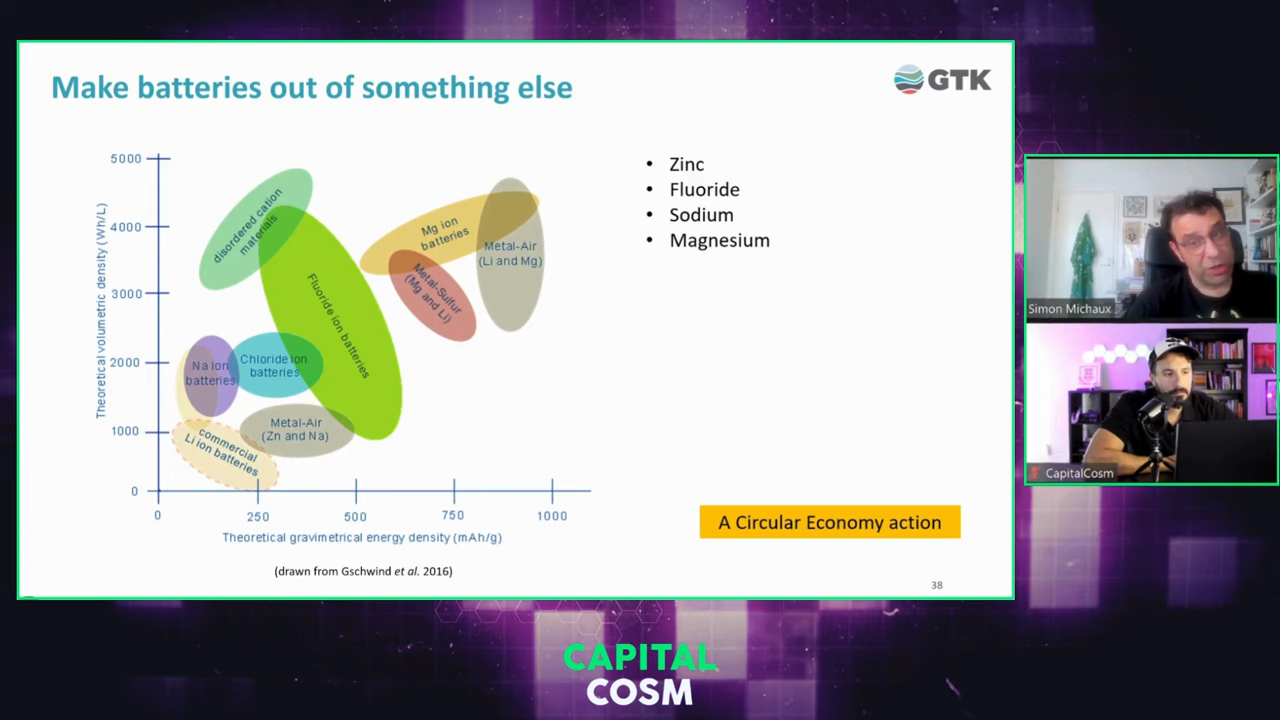 Make batteries out of something else
GTK
5000
4000
3000
2000
1000
0
0
250
500
750
1000
Theoretical volumetric density (Wh/L)
Theoretical gravimetrical energy density (mAh/g)
disordered cation
materials
Fluoride ion batteries
Mg ion
batteries
Metal-Air
(Li and Mg)
Metal-Sulfur
(Mg and Li)
Na ion
batteries
Chloride ion
batteries
Metal-Air
(Zn and Na)
commercial
Li ion batteries
(drawn from Gschwind et al. 2016)
• Zinc
• Fluoride
• Sodium
• Magnesium
A Circular Economy action
38
Simon Michaux
CapitalCosm
CAPITAL
COSM